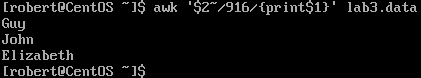 [robert@CentOS ~]$ awk '$2~/916/{print$1}' lab3.data
Guy
John
Elizabeth
[robert@CentOS ~]$